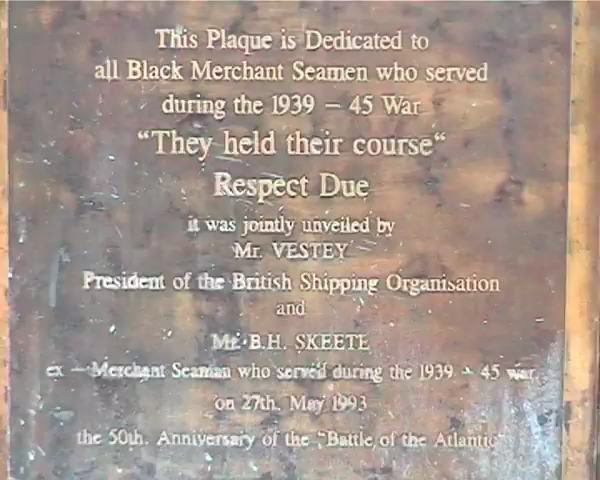 This Plaque is Dedicated to
all Black Merchant Seamen who served
during the 1939 – 45 War
“They held their course“
Respect Due
it was jointly unveiled by
Mr. VESTEY
President of the British Shipping Organisation
and
Mr. B.H. SKEETE
ex – Merchant Seaman who served during the 1939 – 45 war,
on 27th, May 1993
the 50th. Anniversary of the “Battle of the Atlantic“